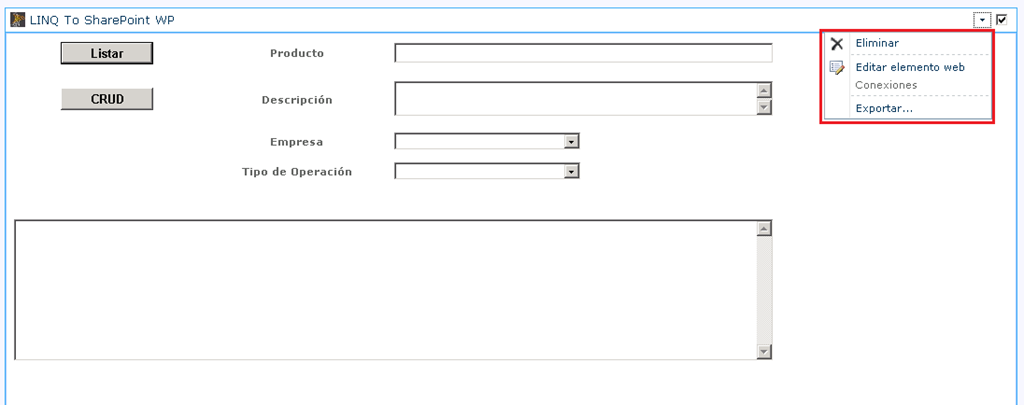 LINQ To SharePoint WP
Listar
Producto
CRUD
Descripción
Empresa
Tipo de Operación
Eliminar
Editar elemento web
Conexiones
Exportar...